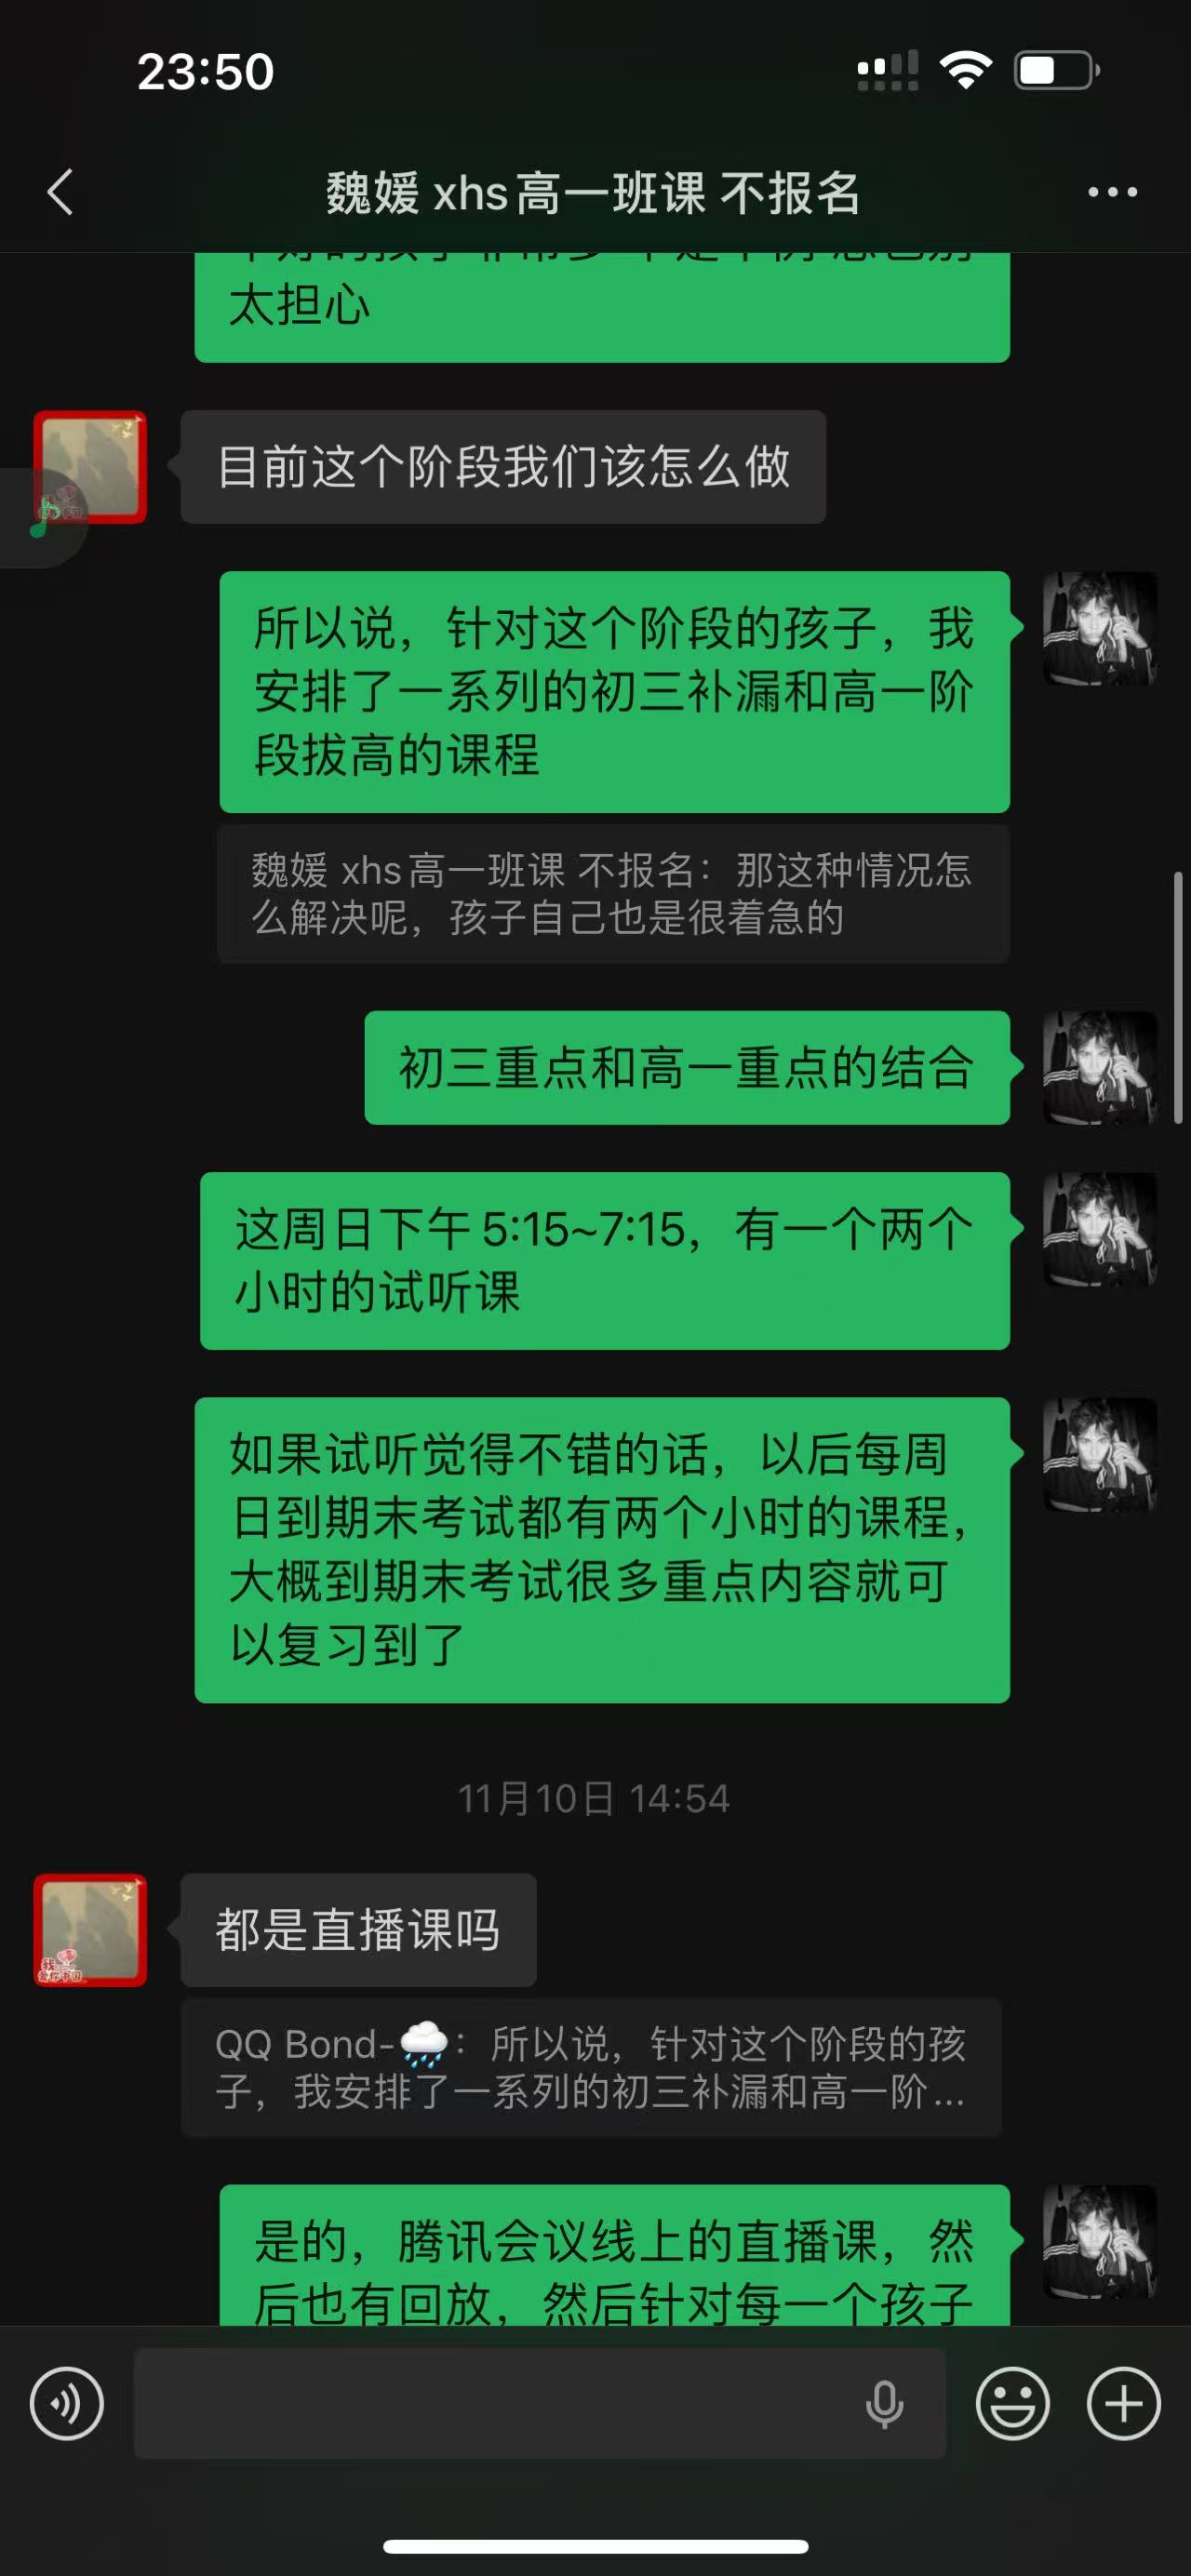 23:50
魏媛 xhs高一班课 不报名
太担心
目前这个阶段我们该怎么做
所以说，针对这个阶段的孩子，我
安排了一系列的初三补漏和高一阶
段拔高的课程
魏媛 xhs高一班课 不报名：那这种情况怎
么解决呢，孩子自己也是很着急的
初三重点和高一重点的结合
这周日下午5:15~7:15，有一个两个
小时的试听课
如果试听觉得不错的话，以后每周
日到期末考试都有两个小时的课程，
大概到期末考试很多重点内容就可
以复习到了
11月10日 14:54
都是直播课吗
QQ Bond-🌧️：所以说，针对这个阶段的孩
子，我安排了一系列的初三补漏和高一阶...
是的，腾讯会议线上的直播课，然
后也有回放，然后针对每一个孩子